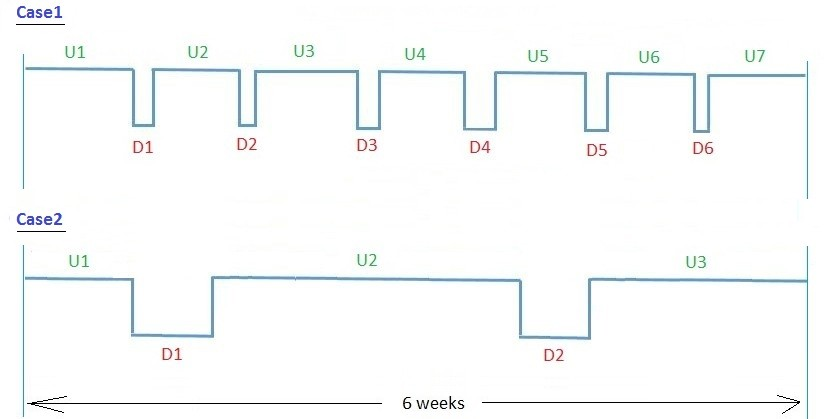 Case1
U1 U2 U3 U4 U5 U6 U7
D1 D2 D3 D4 D5 D6
Case2
U1 U2 U3
D1 D2
6 weeks